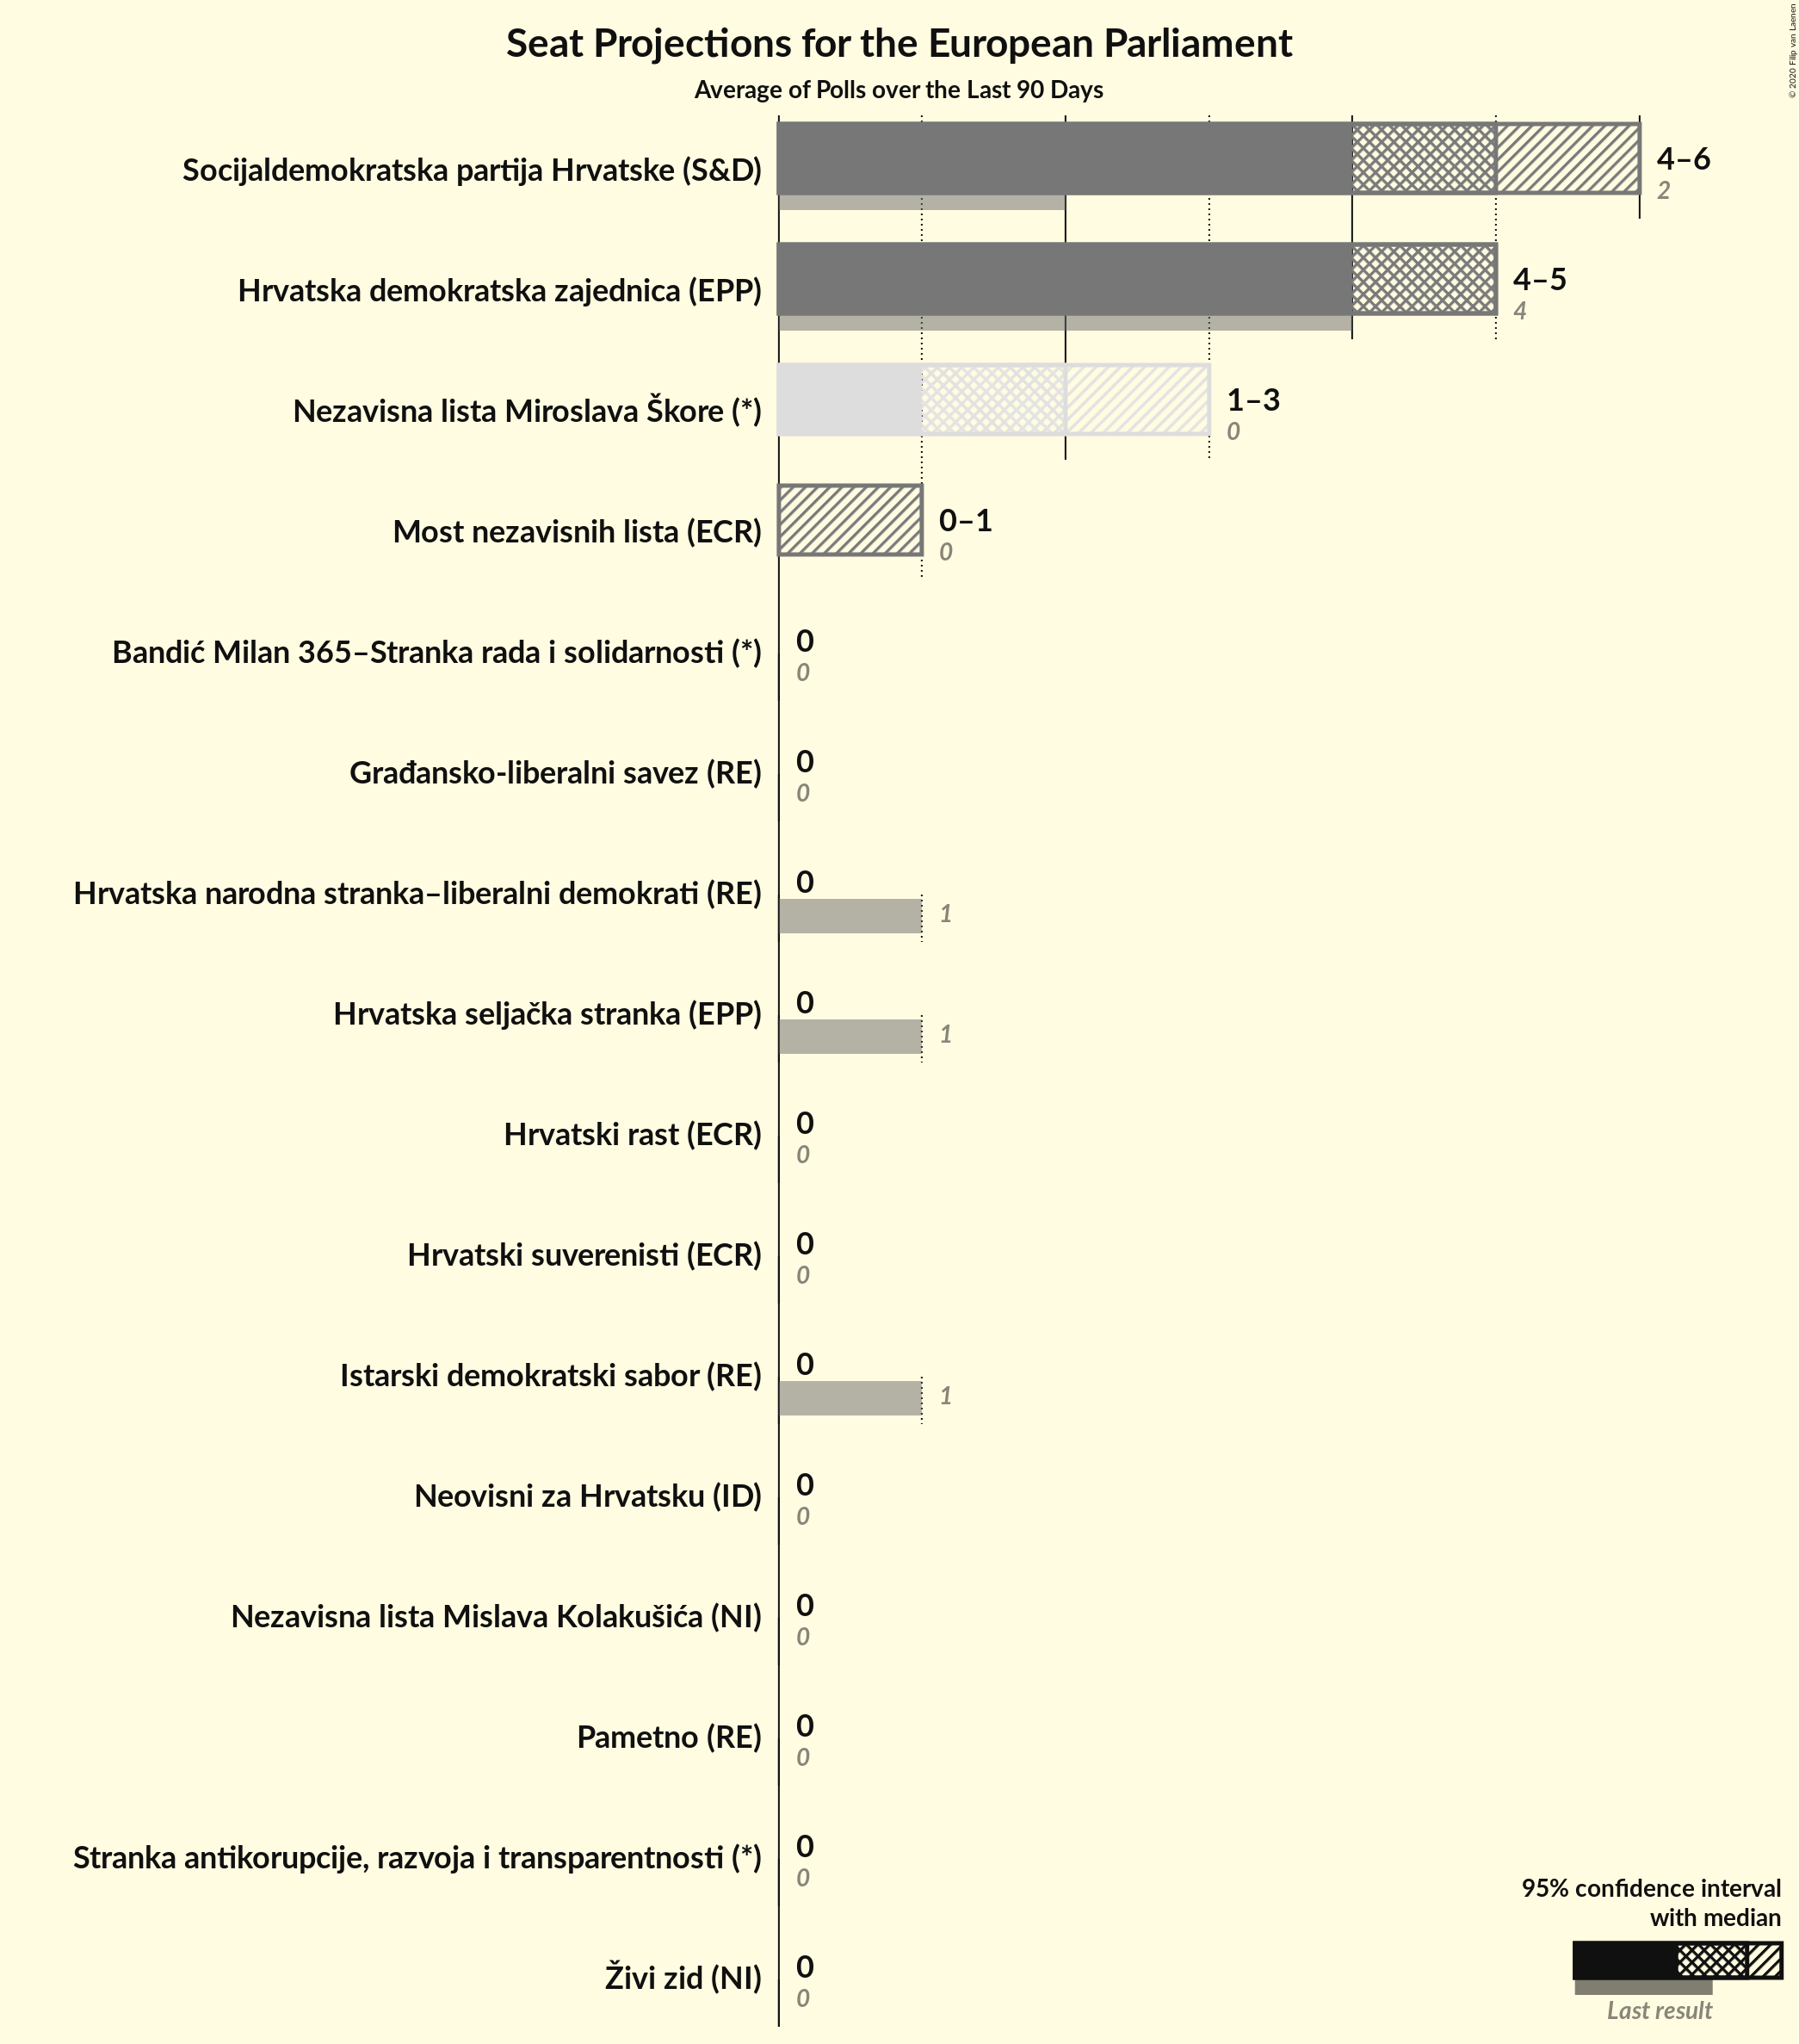 Seat Projections for the European Parliament
Average of Polls over the Last 90 Days
© 2020 Filip van Laenen
Socijaldemokratska partija Hrvatske (S&D)
4–6
2
Hrvatska demokratska zajednica (EPP)
4–5
4
Nezavisna lista Miroslava Škore (*)
1–3
0
Most nezavisnih lista (ECR)
0–1
0
Bandić Milan 365–Stranka rada i solidarnosti (*)
0
0
Građansko-liberalni savez (RE)
0
0
Hrvatska narodna stranka–liberalni demokrati (RE)
0
1
Hrvatska seljačka stranka (EPP)
0
1
Hrvatski rast (ECR)
0
0
Hrvatski suverenisti (ECR)
0
0
Istarski demokratski sabor (RE)
0
1
Neovisni za Hrvatsku (ID)
0
0
Nezavisna lista Mislava Kolakušića (NI)
0
0
Pametno (RE)
0
0
Stranka antikorupcije, razvoja i transparentnosti (*)
0
0
Živi zid (NI)
0
0
95% confidence interval
with median
Last result